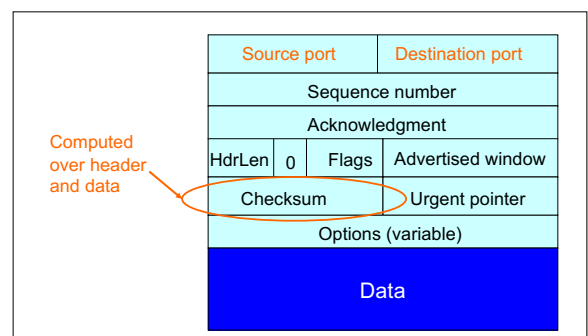 Source port Destination port
Sequence number
Acknowledgment
HdrLen 0 Flags Advertised window
Checksum Urgent pointer
Options (variable)
Data
Computed
over header
and data